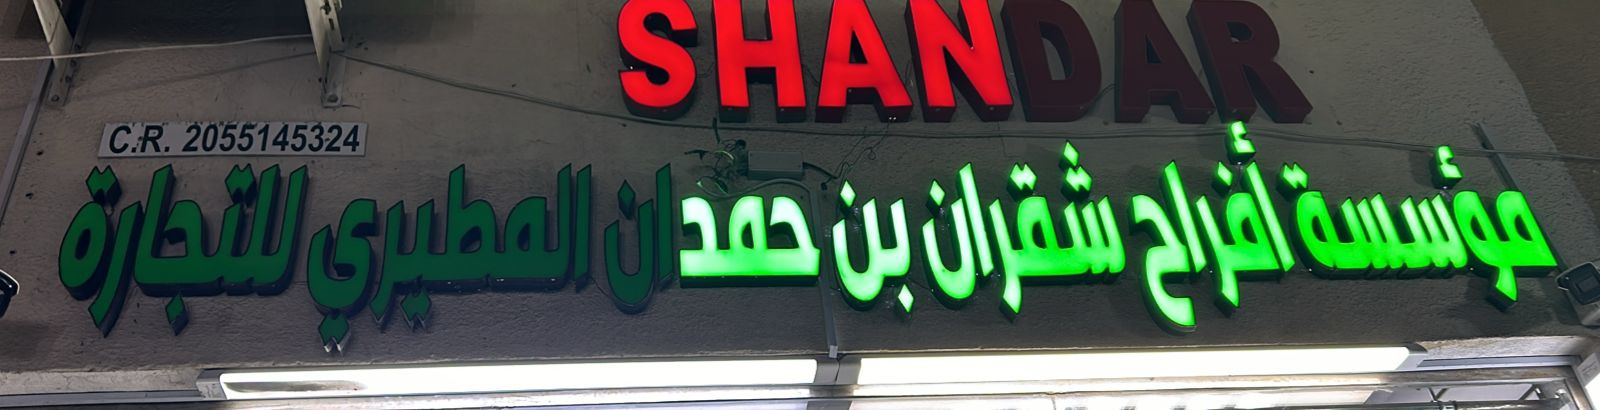 SHANDAR
C.R. 2055145324
مؤسسة أفراح شقران بن حمدان المطيري للتجارة